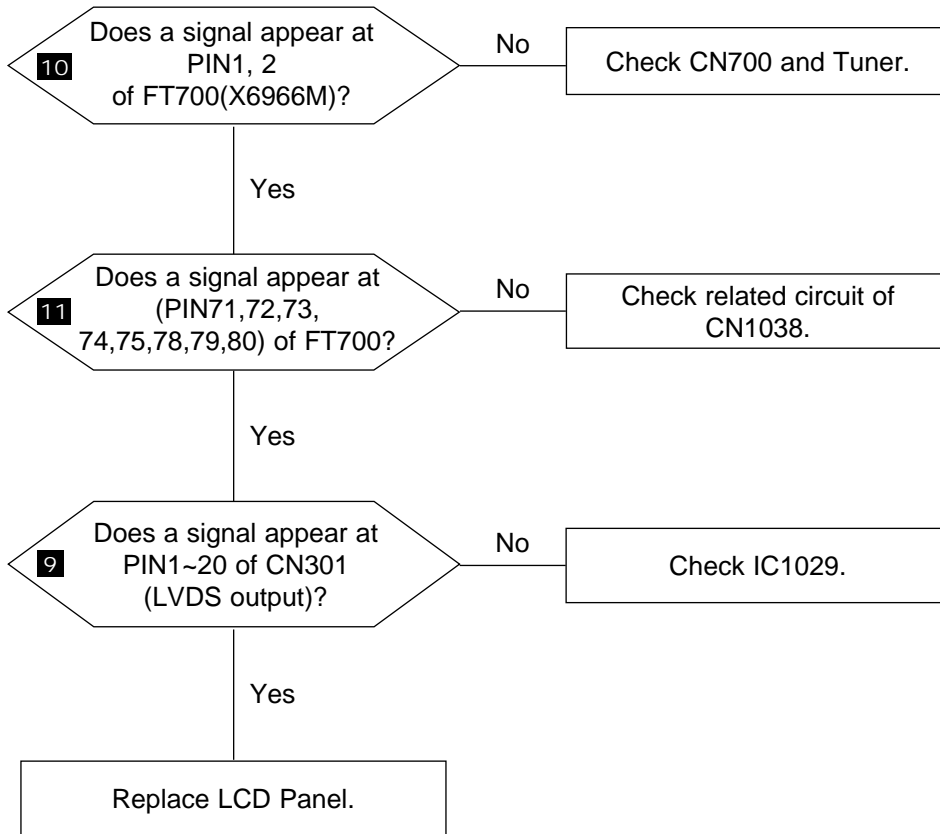 Does a signal appear at
PIN1, 2
of FT700(X6966M)?
10
No
Check CN700 and Tuner.
Yes
Does a signal appear at
(PIN71,72,73,
74,75,78,79,80) of FT700?
11
No
Check related circuit of
CN1038.
Yes
Does a signal appear at
PIN1~20 of CN301
(LVDS output)?
9
No
Check IC1029.
Yes
Replace LCD Panel.